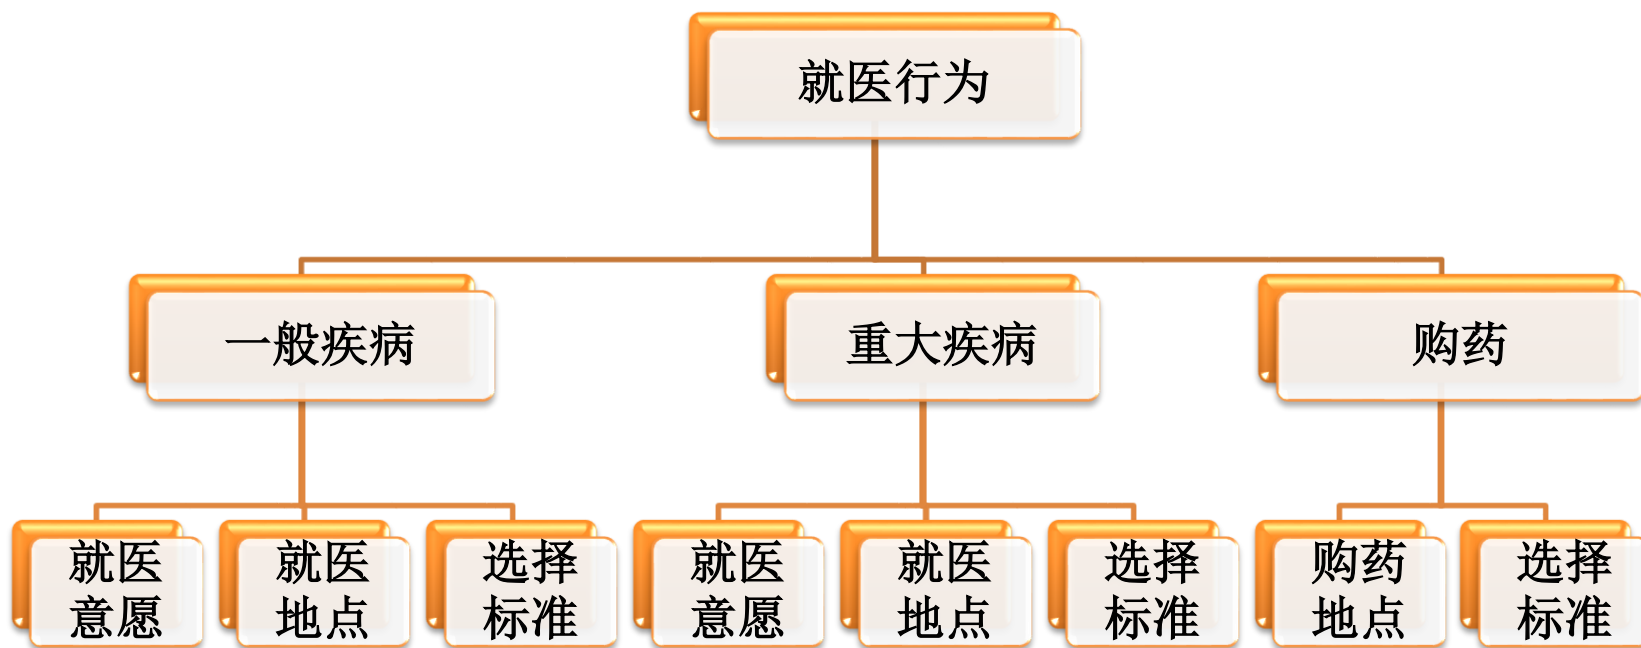 就医行为
一般疾病
重大疾病
购药
就医
意愿
就医
地点
选择
标准
就医
意愿
就医
地点
选择
标准
购药
地点
选择
标准